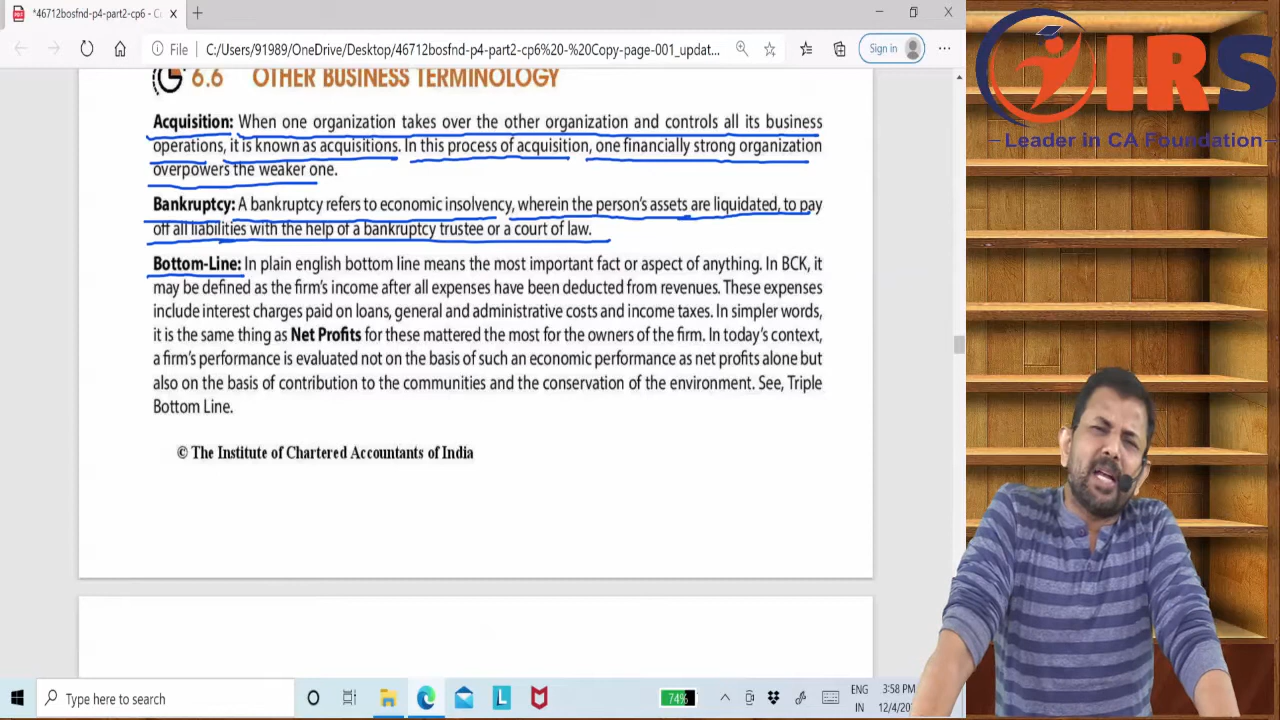 *46712bosfnd-p4-part2-cp6 - C
File
C:/Users/91989/OneDrive/Desktop/46712bosfnd-p4-part2-cp6%20-%20Copy-page-001_updat...
Sign in
6.6 OTHER BUSINESS TERMINOLOGY
Acquisition: When one organization takes over the other organization and controls all its business
operations, it is known as acquisitions. In this process of acquisition, one financially strong organization
overpowers the weaker one.
Bankruptcy: A bankruptcy refers to economic insolvency, wherein the person's assets are liquidated, to pay
off all liabilities with the help of a bankruptcy trustee or a court of law.
Bottom-Line: In plain english bottom line means the most important fact or aspect of anything. In BCK, it
may be defined as the firm's income after all expenses have been deducted from revenues. These expenses
include interest charges paid on loans, general and administrative costs and income taxes. In simpler words,
it is the same thing as Net Profits for these mattered the most for the owners of the firm. In today's context,
a firm's performance is evaluated not on the basis of such an economic performance as net profits alone but
also on the basis of contribution to the communities and the conservation of the environment. See, Triple
Bottom Line.
© The Institute of Chartered Accountants of India
IRS
Leader in CA Foundation
Type here to search
L
74%
ENG
IN
3:58 PM
12/4/20